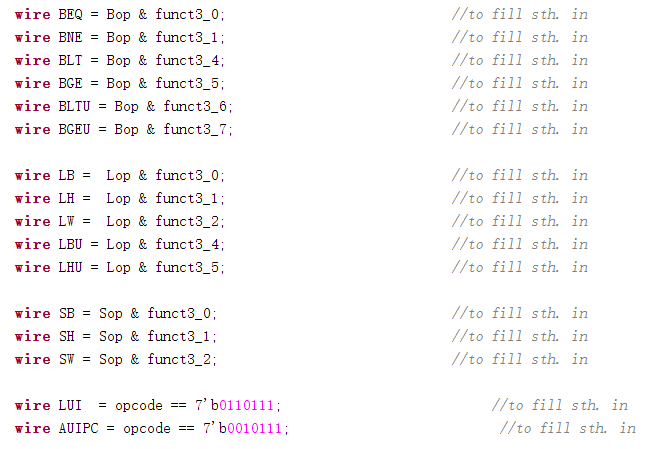 wire BEQ = Bop & funct3_0; //to fill sth. in
wire BNE = Bop & funct3_1; //to fill sth. in
wire BLT = Bop & funct3_4; //to fill sth. in
wire BGE = Bop & funct3_5; //to fill sth. in
wire BLTU = Bop & funct3_6; //to fill sth. in
wire BGEU = Bop & funct3_7; //to fill sth. in
wire LB =  Lop & funct3_0; //to fill sth. in
wire LH =  Lop & funct3_1; //to fill sth. in
wire LW =  Lop & funct3_2; //to fill sth. in
wire LBU = Lop & funct3_4; //to fill sth. in
wire LHU = Lop & funct3_5; //to fill sth. in
wire SB = Sop & funct3_0; //to fill sth. in
wire SH = Sop & funct3_1; //to fill sth. in
wire SW = Sop & funct3_2; //to fill sth. in
wire LUI  = opcode == 7'b0110111; //to fill sth. in
wire AUIPC = opcode == 7'b0010111; //to fill sth. in